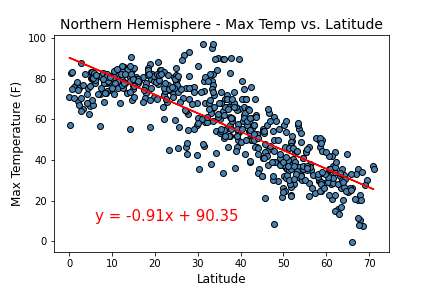 Northern Hemisphere - Max Temp vs. Latitude
Max Temperature (F)
100
80
60
40
20
0
y = -0.91x + 90.35
0 10 20 30 40 50 60 70
Latitude